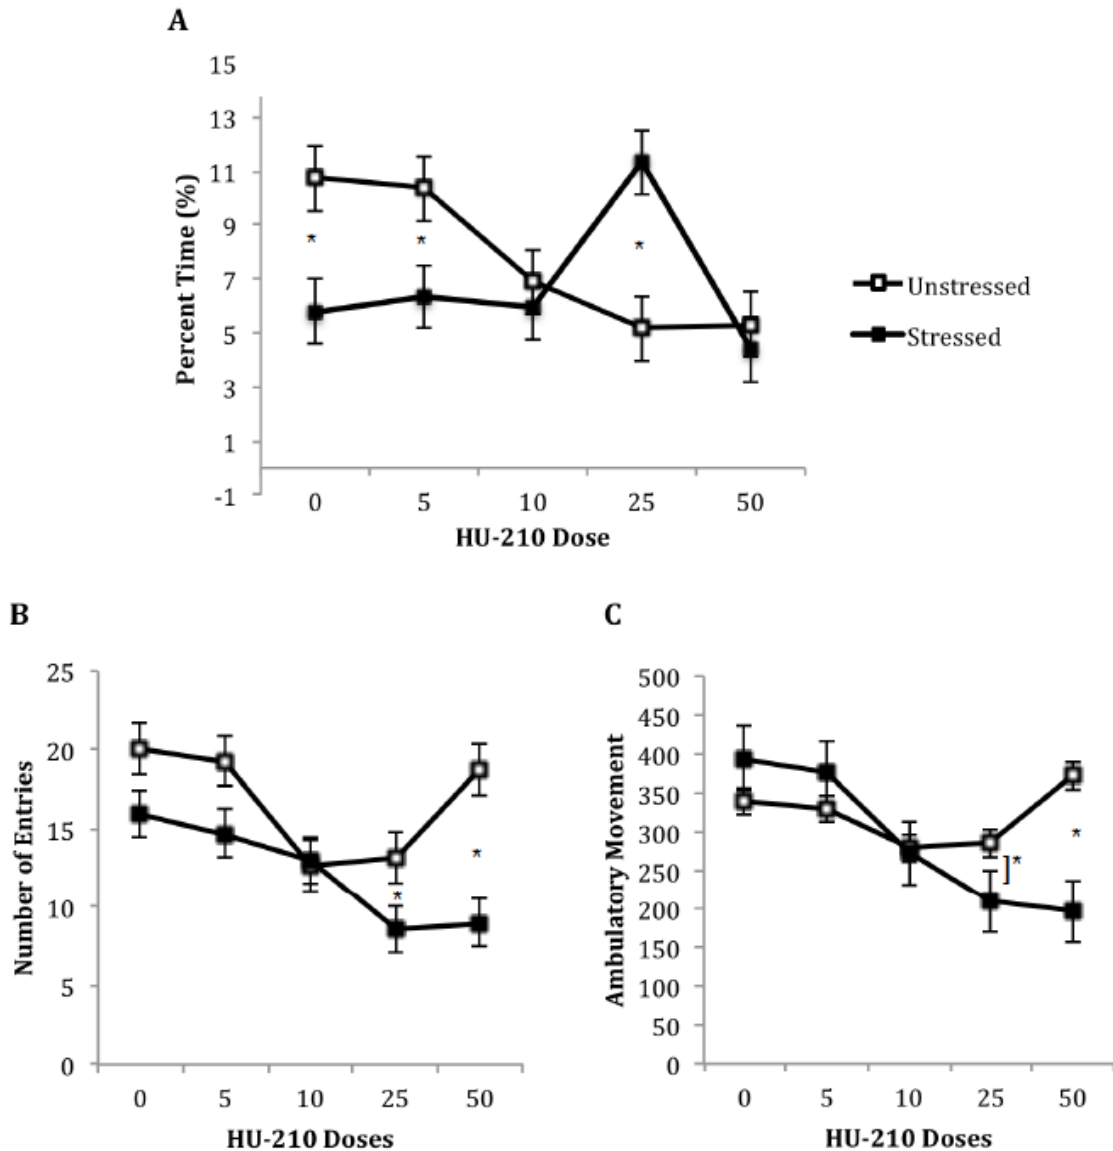 A
15
13
11
9
7
5
3
1
-1
Percent Time (%)
*
*
*
0 5 10 25 50
HU-210 Dose
Unstressed
Stressed
B
25
20
15
10
5
0
Number of Entries
*
*
0 5 10 25 50
HU-210 Doses
C
500
450
400
350
300
250
200
150
100
50
0
Ambulatory Movement
]*
*
0 5 10 25 50
HU-210 Doses